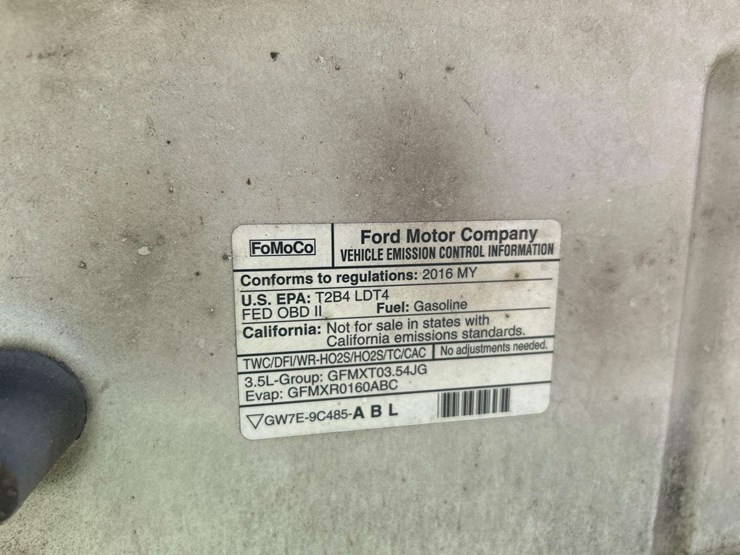 FoMoCo
Ford Motor Company
VEHICLE EMISSION CONTROL INFORMATION
Conforms to regulations: 2016 MY
U.S. EPA: T2B4 LDT4
FED OBD II Fuel: Gasoline
California: Not for sale in states with
California emissions standards.
TWC/DFI/WR-HO2S/HO2S/TC/CAC No adjustments needed.
3.5L-Group: GFMXT03.54JG
Evap: GFMXR0160ABC
GW7E-9C485-A B L